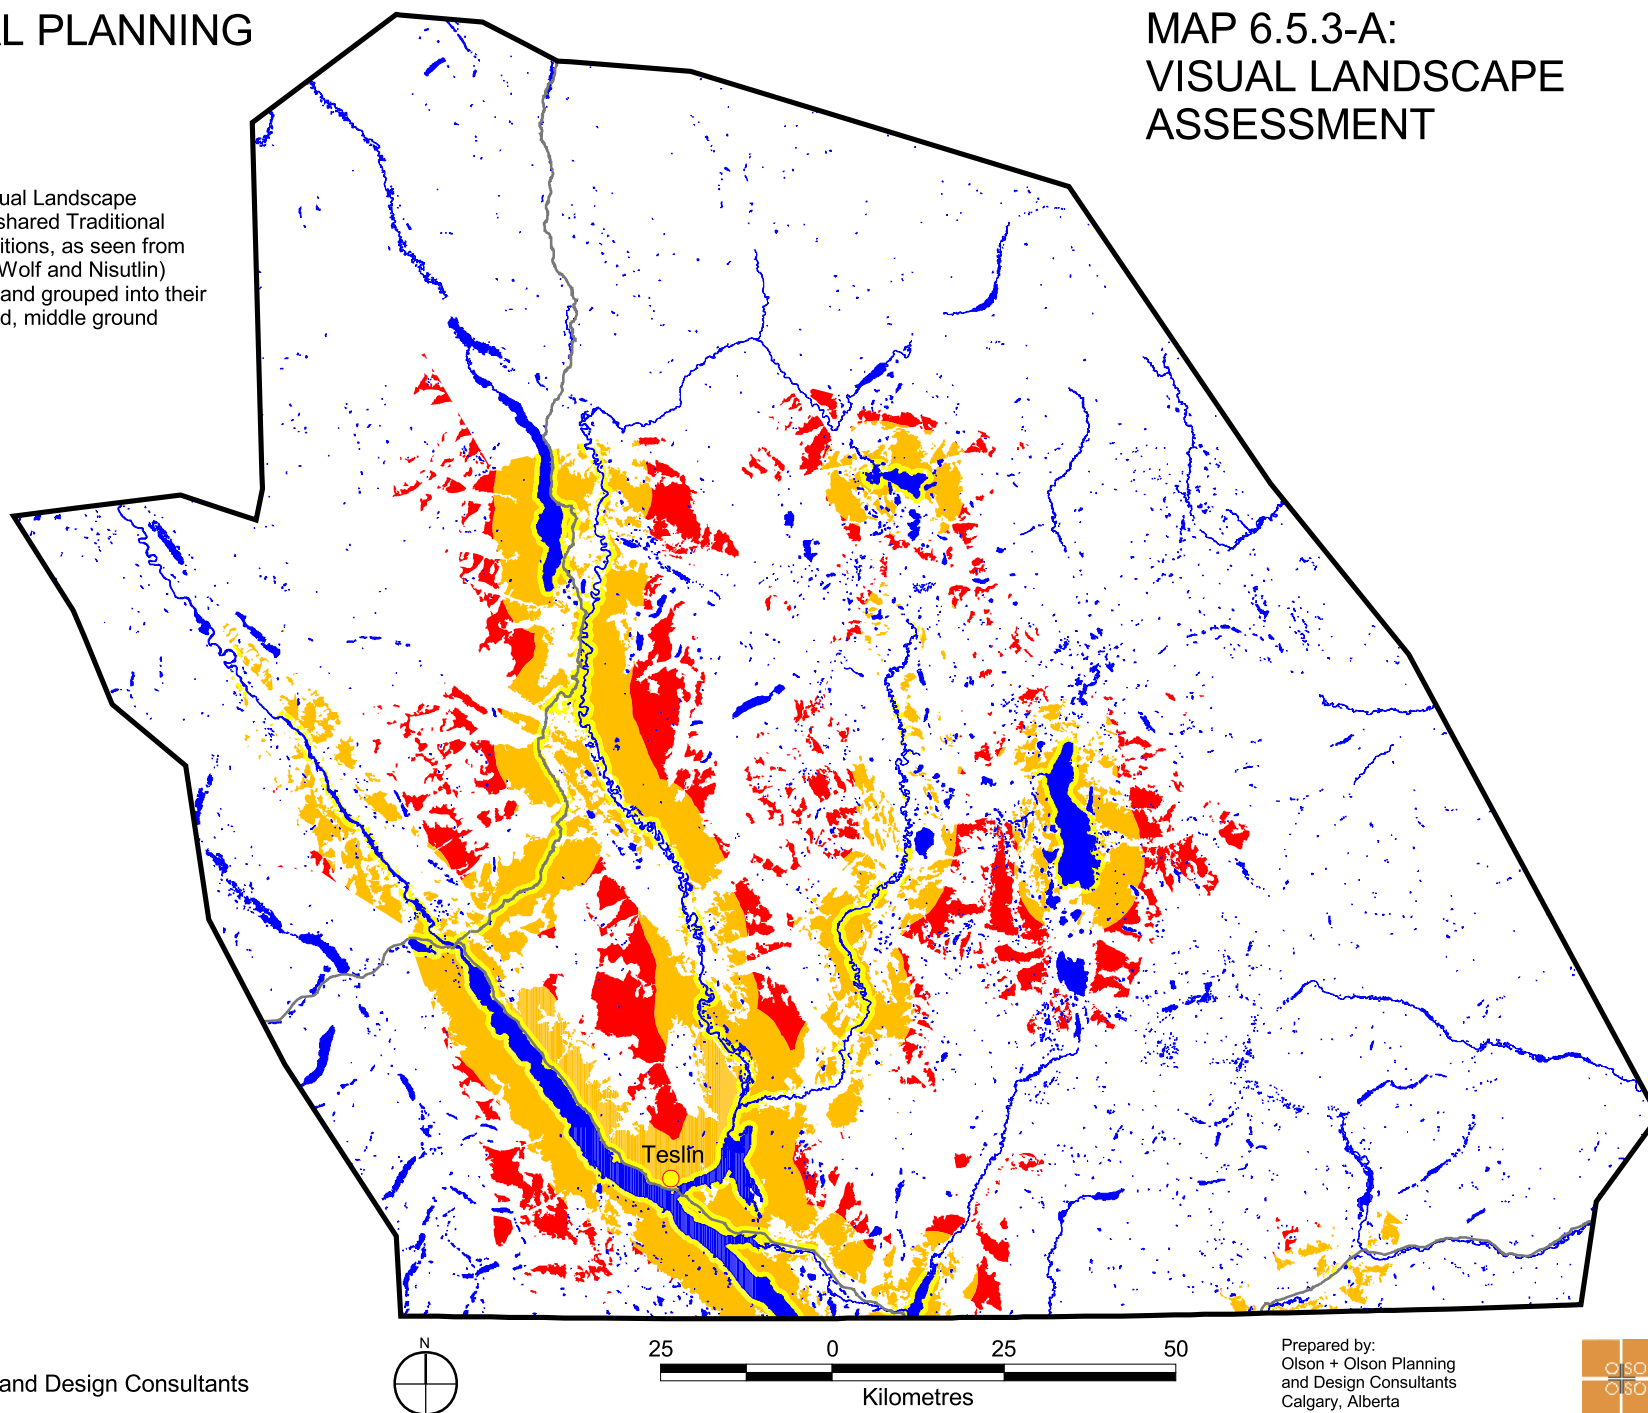 L PLANNING
MAP 6.5.3-A:
VISUAL LANDSCAPE
ASSESSMENT
ual Landscape
shared Traditional
itions, as seen from
Wolf and Nisutlin)
and grouped into their
d, middle ground
Teslin
and Design Consultants
N
25 0 25 50
Kilometres
Prepared by:
Olson + Olson Planning
and Design Consultants
Calgary, Alberta
OLSO
OLSO